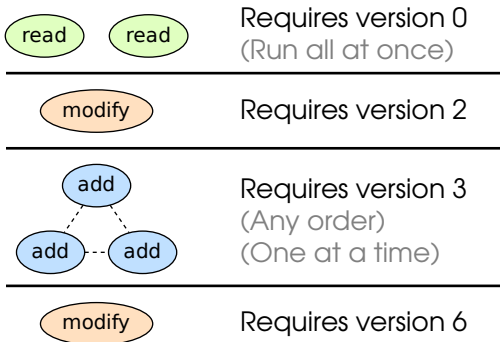 read read Requires version 0
(Run all at once)
modify Requires version 2
add Requires version 3
(Any order)
add add (One at a time)
modify Requires version 6